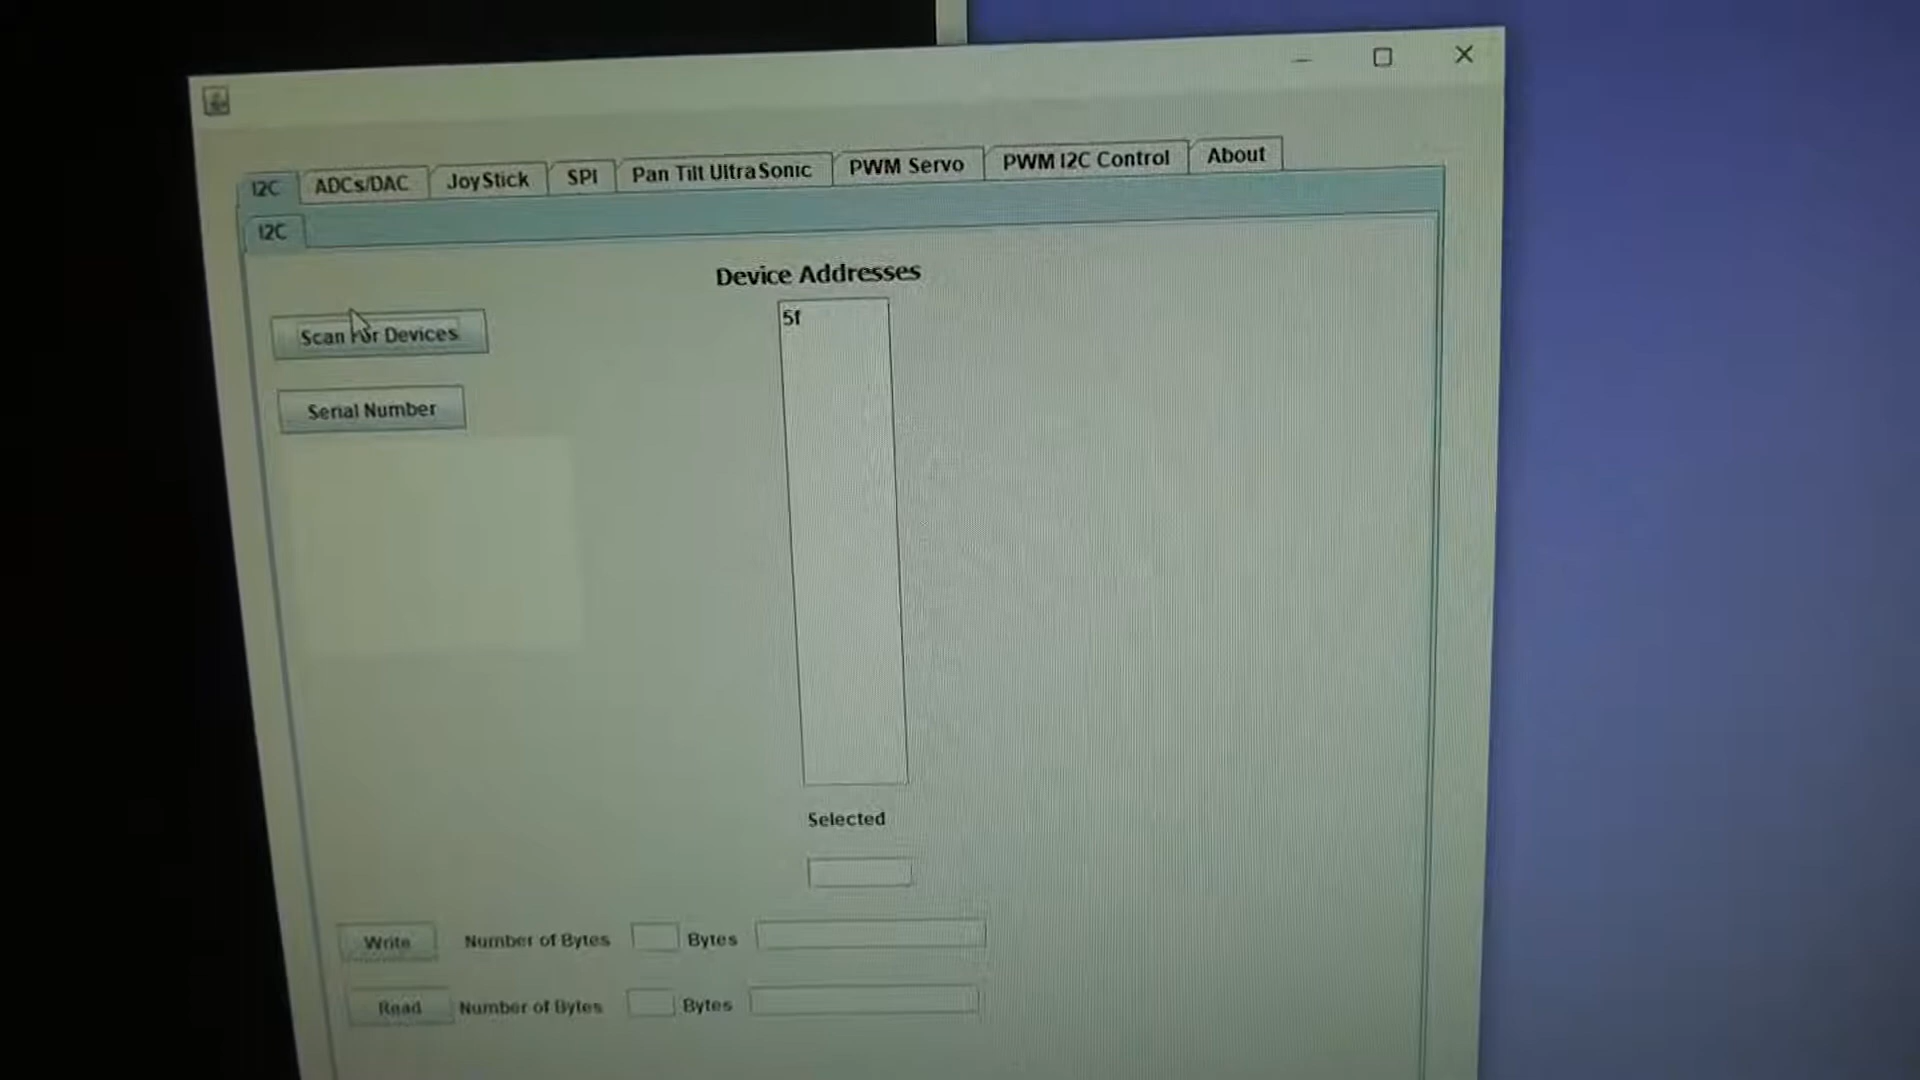 I2C ADCs/DAC JoyStick SPI Pan Tilt UltraSonic PWM Servo PWM I2C Control About
I2C
Device Addresses
Scan For Devices
5f
Serial Number
Selected
Write Number of Bytes Bytes
Read Number of Bytes Bytes